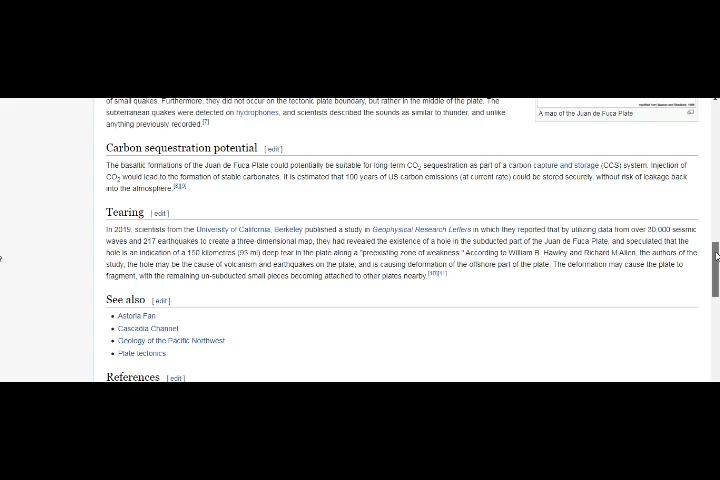 of small quakes. Furthermore, they did not occur on the tectonic plate boundary, but rather in the middle of the plate. The
subterranean quakes were detected on hydrophones, and scientists described the sounds as similar to thunder, and unlike
anything previously recorded.[7]
A map of the Juan de Fuca Plate
Carbon sequestration potential [ edit ]
The basaltic formations of the Juan de Fuca Plate could potentially be suitable for long-term CO2 sequestration as part of a carbon capture and storage (CCS) system. Injection of
CO2 would lead to the formation of stable carbonates. It is estimated that 100 years of US carbon emissions (at current rate) could be stored securely, without risk of leakage back
into the atmosphere.[8][9]
Tearing [ edit ]
In 2019, scientists from the University of California, Berkeley published a study in Geophysical Research Letters in which they reported that by utilizing data from over 30,000 seismic
waves and 217 earthquakes to create a three-dimensional map, they had revealed the existence of a hole in the subducted part of the Juan de Fuca Plate, and speculated that the
hole is an indication of a 150 kilometres (93 mi) deep tear in the plate along a "preexisting zone of weakness." According to William B. Hawley and Richard M.Allen, the authors of the
study, the hole may be the cause of volcanism and earthquakes on the plate, and is causing deformation of the offshore part of the plate. The deformation may cause the plate to
fragment, with the remaining un-subducted small pieces becoming attached to other plates nearby.[10][11]
See also [ edit ]
• Astoria Fan
• Cascadia Channel
• Geology of the Pacific Northwest
• Plate tectonics
References [ edit ]